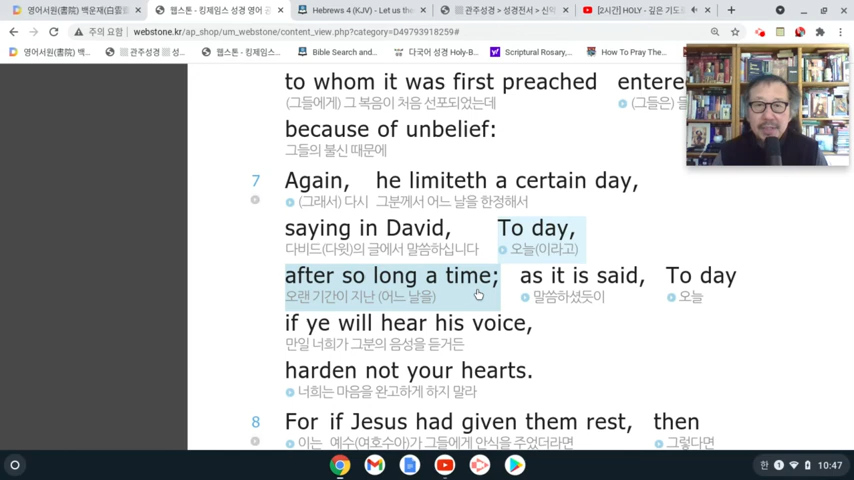 영어서원(書院) 백운재(白雲齋
웹스톤 - 킹제임스 성경 영어 공
Hebrews 4 (KJV) - Let us the
관주성경 > 성경전서 > 신약
[2시간] HOLY - 깊은 기도로
주의 요함
webstone.kr/ap_shop/um_webstone/content_view.php?category=D49793918259#
영어서원(書院) 백...
관주성경 성...
웹스톤 - 킹제임스...
Bible Search and...
다국어 성경 Holy-B...
Scriptural Rosary,...
How To Pray The...
to whom it was first preached entere
(그들에게) 그 복음이 처음 선포되었는데 (그들은) 들
because of unbelief:
그들의 불신 때문에
7 Again, he limiteth a certain day,
(그래서) 다시 그분께서 어느 날을 한정해서
saying in David, To day,
다비드(다윗)의 글에서 말씀하십니다 오늘(이라고)
after so long a time; as it is said, To day
오랜 기간이 지난 (어느 날을) 말씀하셨듯이 오늘
if ye will hear his voice,
만일 너희가 그분의 음성을 듣거든
harden not your hearts.
너희는 마음을 완고하게 하지 말라
8 For if Jesus had given them rest, then
이는 예수(여호수아)가 그들에게 안식을 주었더라면 그렇다면
한 1 10:47